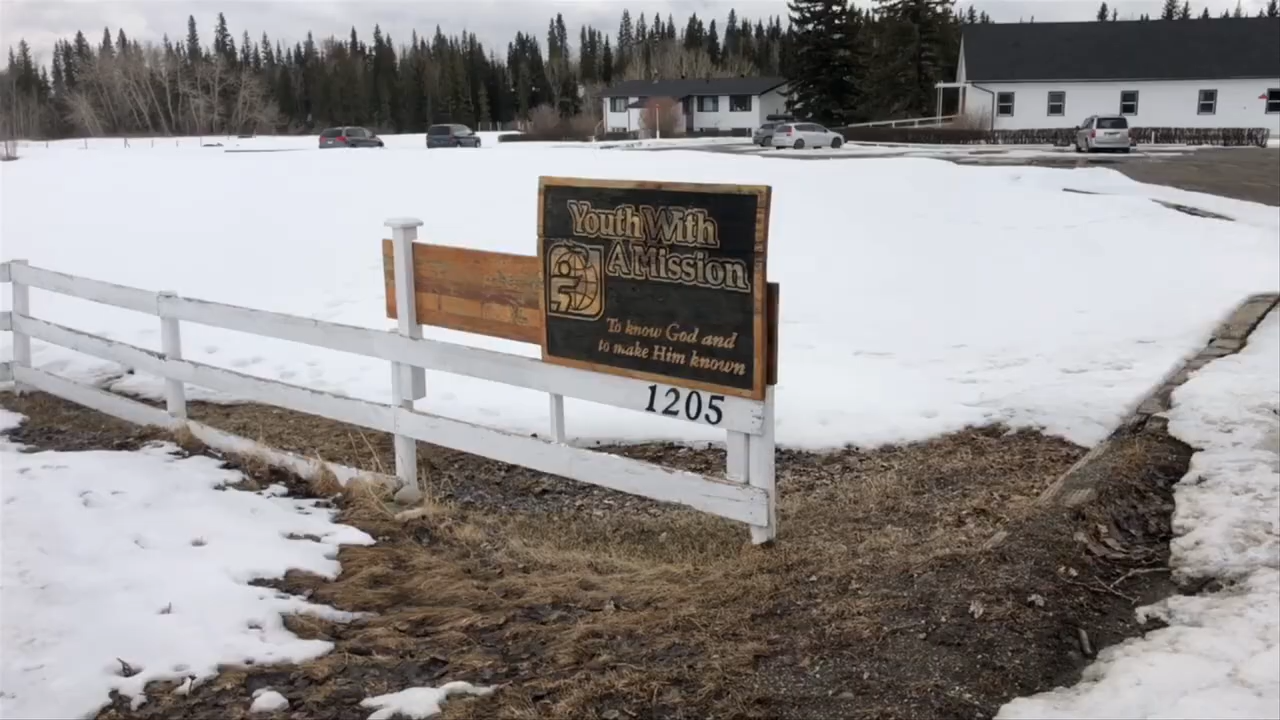 Youth With
A Mission
To know God and
to make Him known
1205